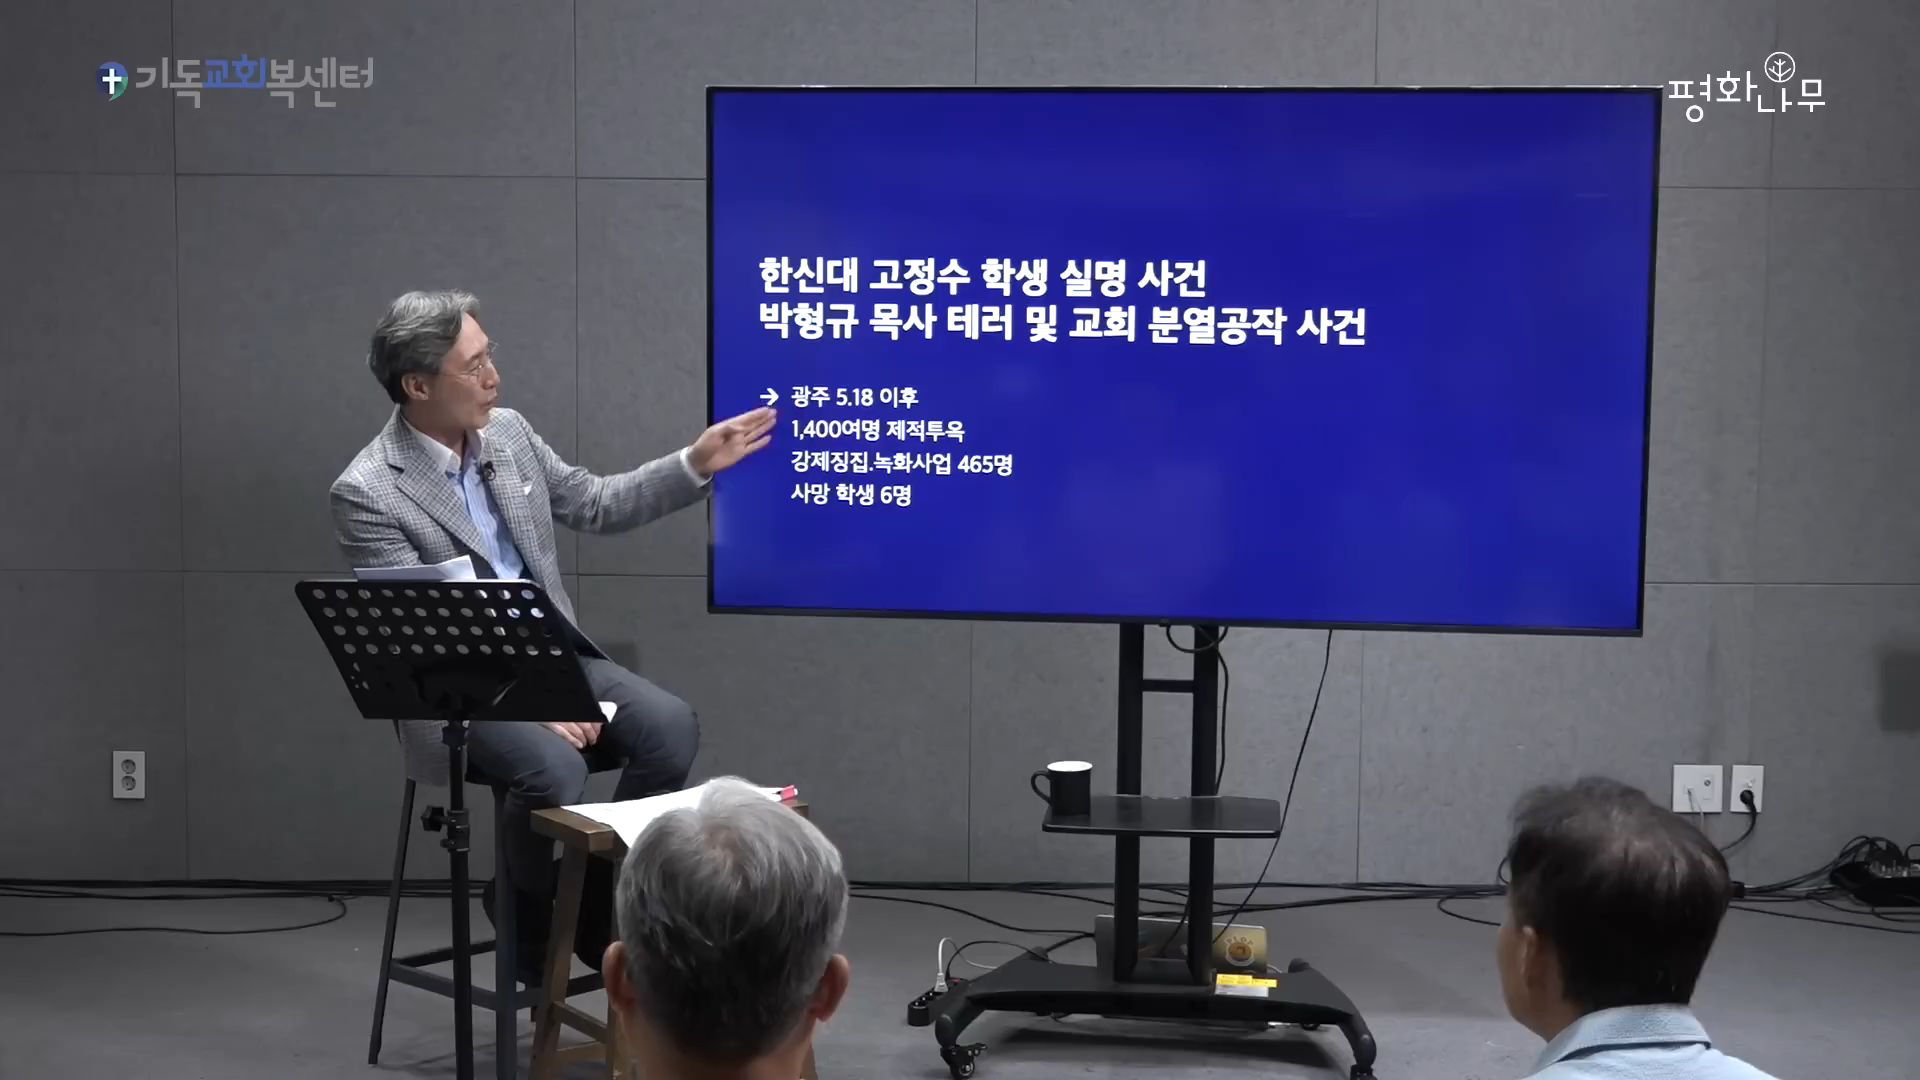 기독교회복센터
평화나무
한신대 고정수 학생 실명 사건
박형규 목사 테러 및 교회 분열공작 사건
→ 광주 5.18 이후
1,400여명 제적투옥
강제징집.녹화사업 465명
사망 학생 6명